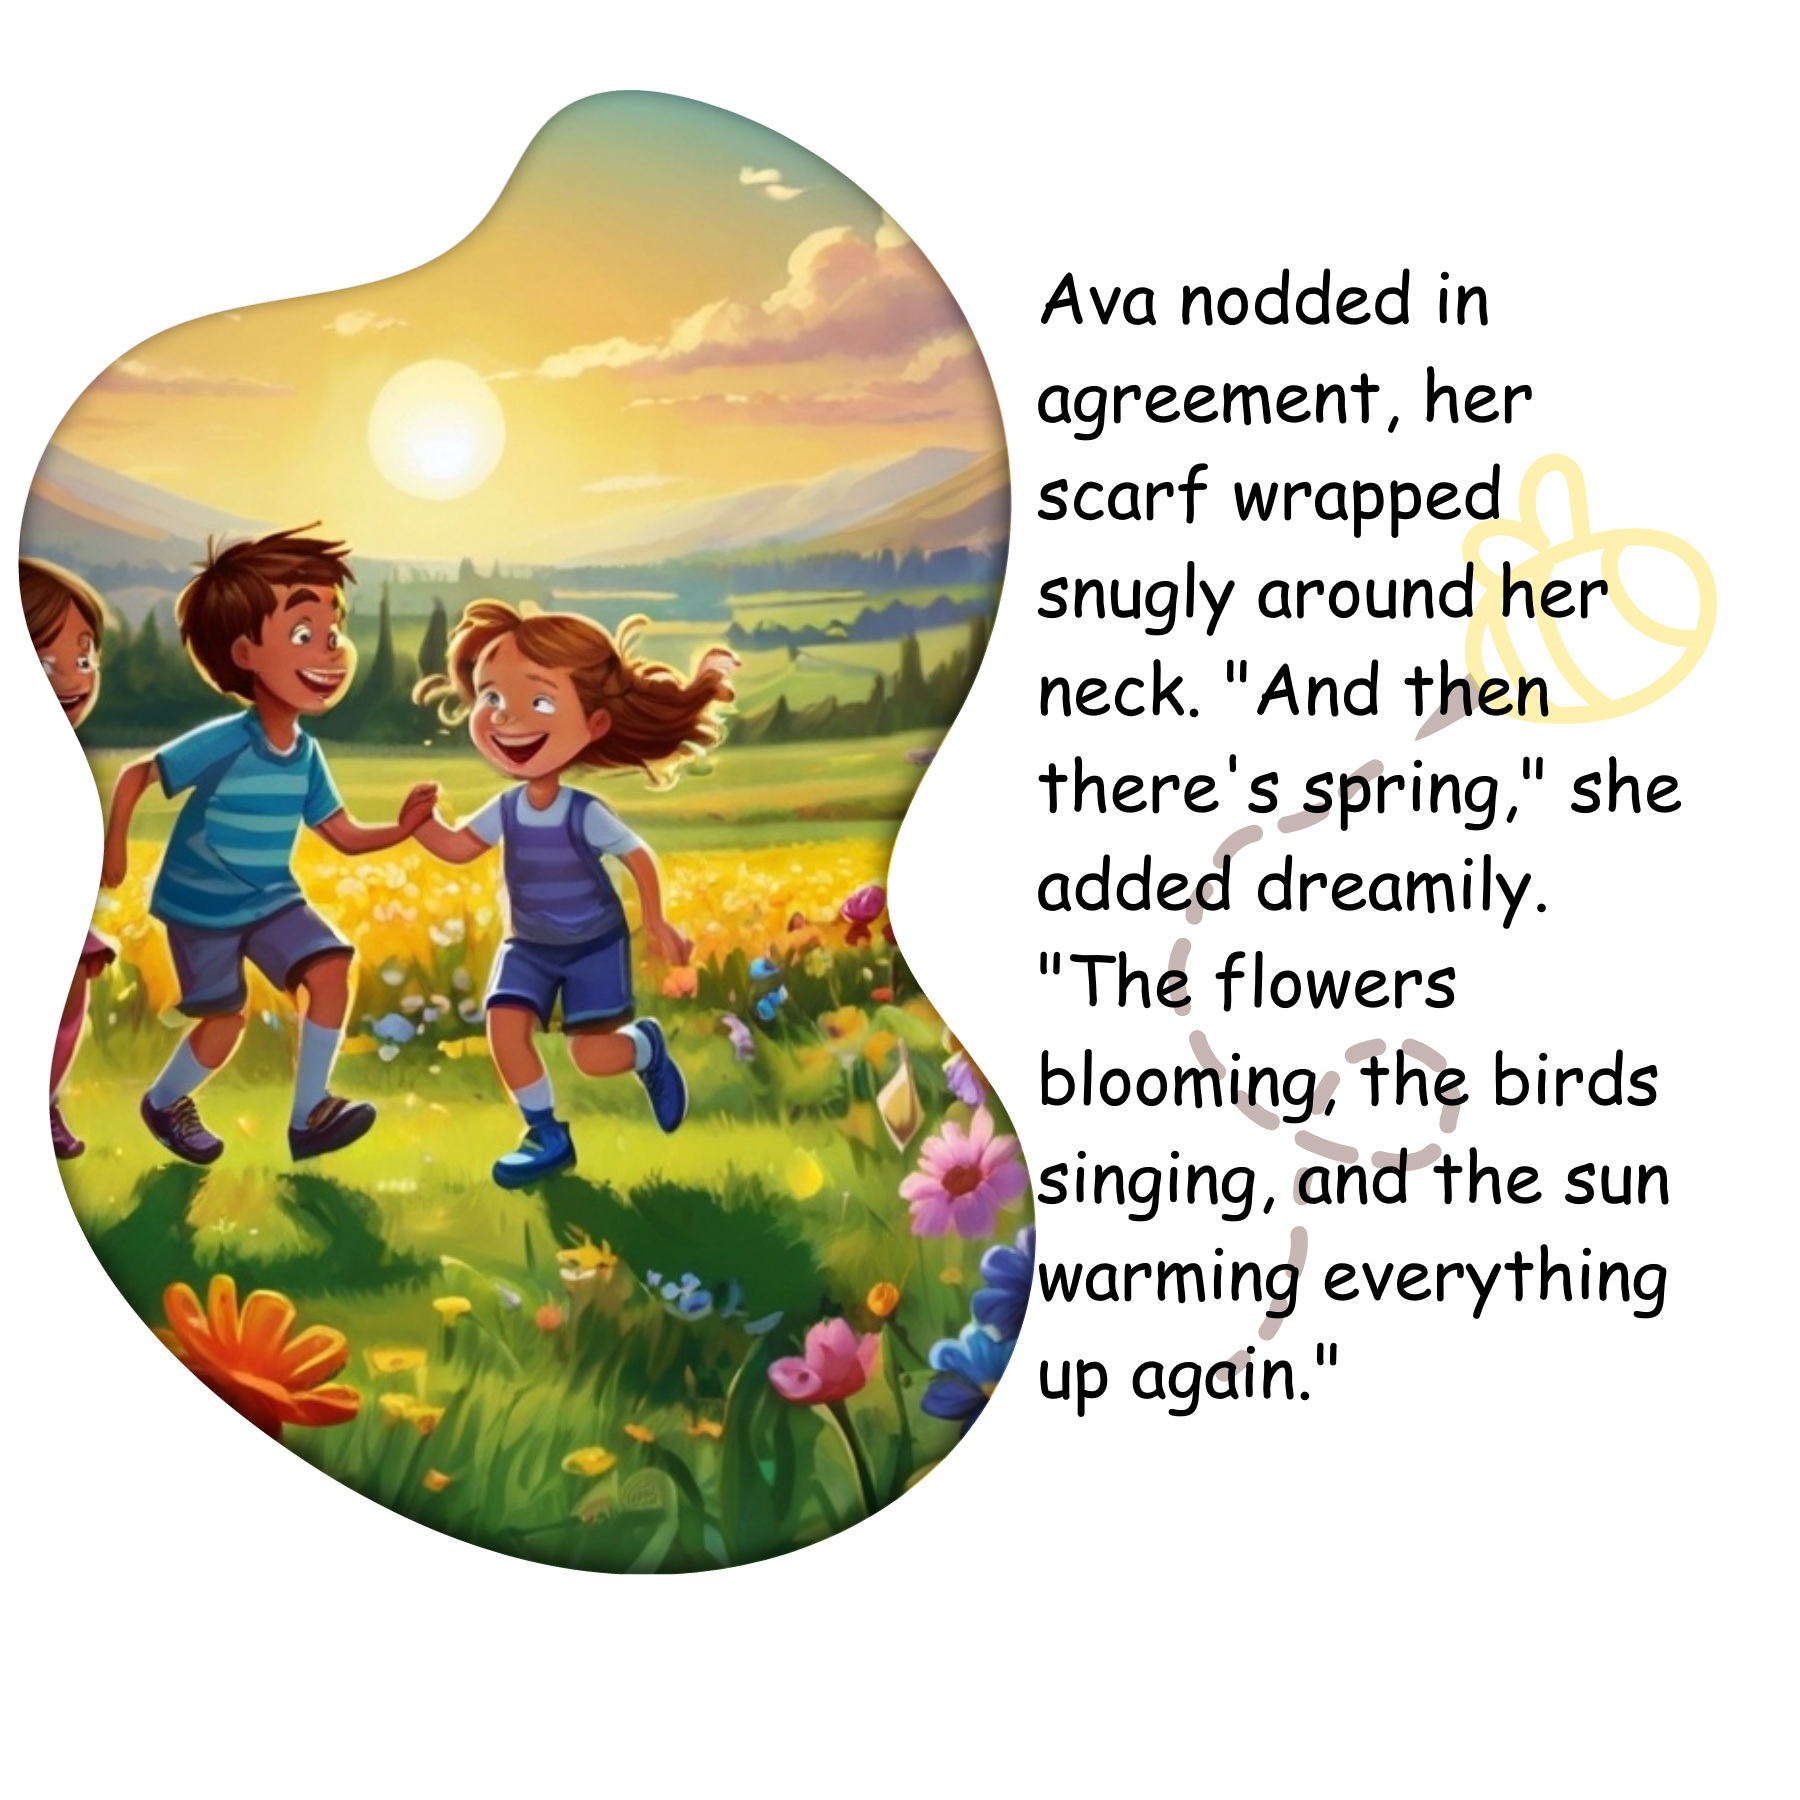 Ava nodded in
agreement, her
scarf wrapped
snugly around her
neck. "And then
there's spring," she
added dreamily.
"The flowers
blooming, the birds
singing, and the sun
warming everything
up again."